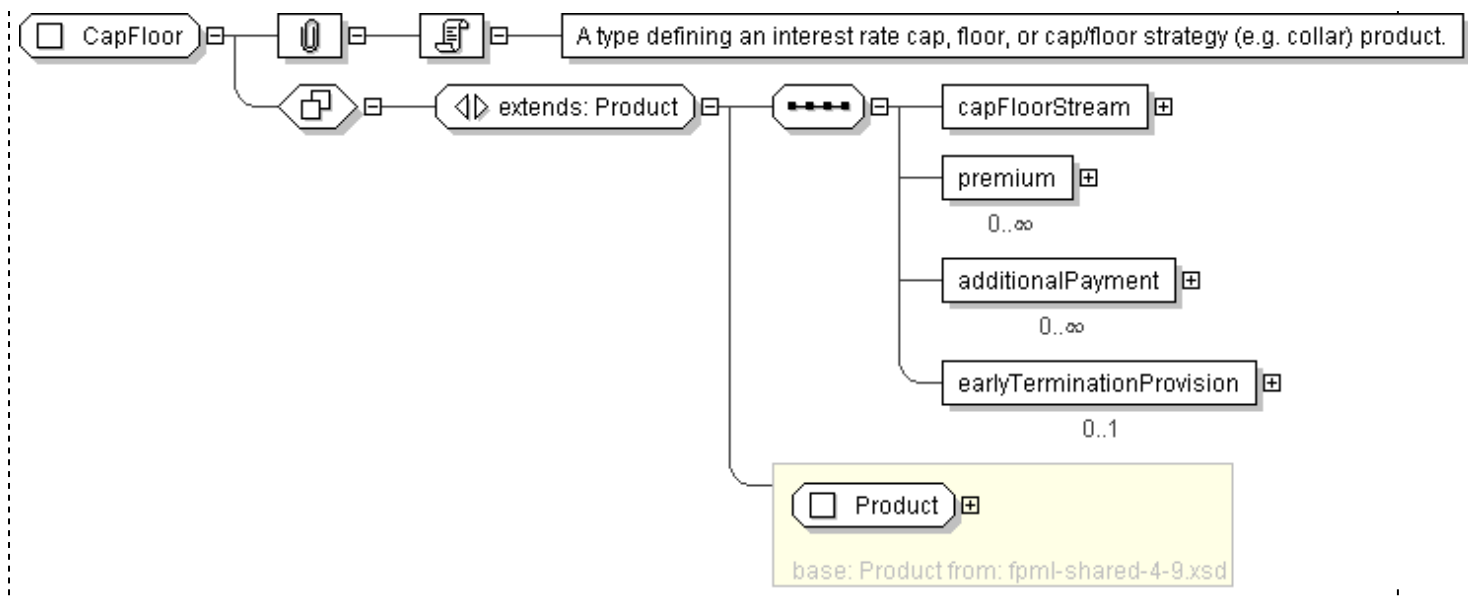 CapFloor
A type defining an interest rate cap, floor, or cap/floor strategy (e.g. collar) product.
extends: Product
capFloorStream
premium
0..∞
additionalPayment
0..∞
earlyTerminationProvision
0..1
Product
base: Product from: fpml-shared-4-9.xsd